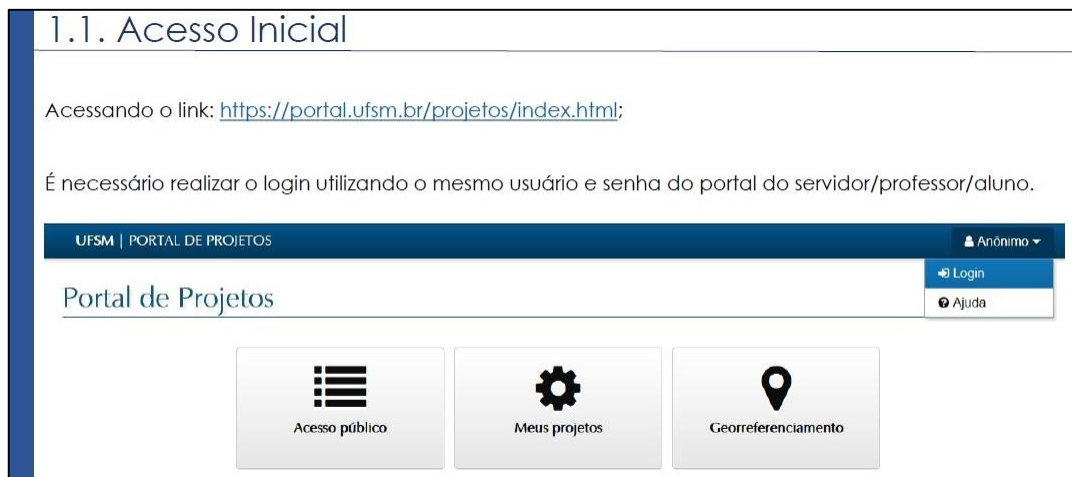 1.1. Acesso Inicial
Acessando o link: https://portal.ufsm.br/projetos/index.html;
É necessário realizar o login utilizando o mesmo usuário e senha do portal do servidor/professor/aluno.
UFSM | PORTAL DE PROJETOS
Anônimo
Login
Ajuda
Portal de Projetos
Acesso público
Meus projetos
Georreferenciamento